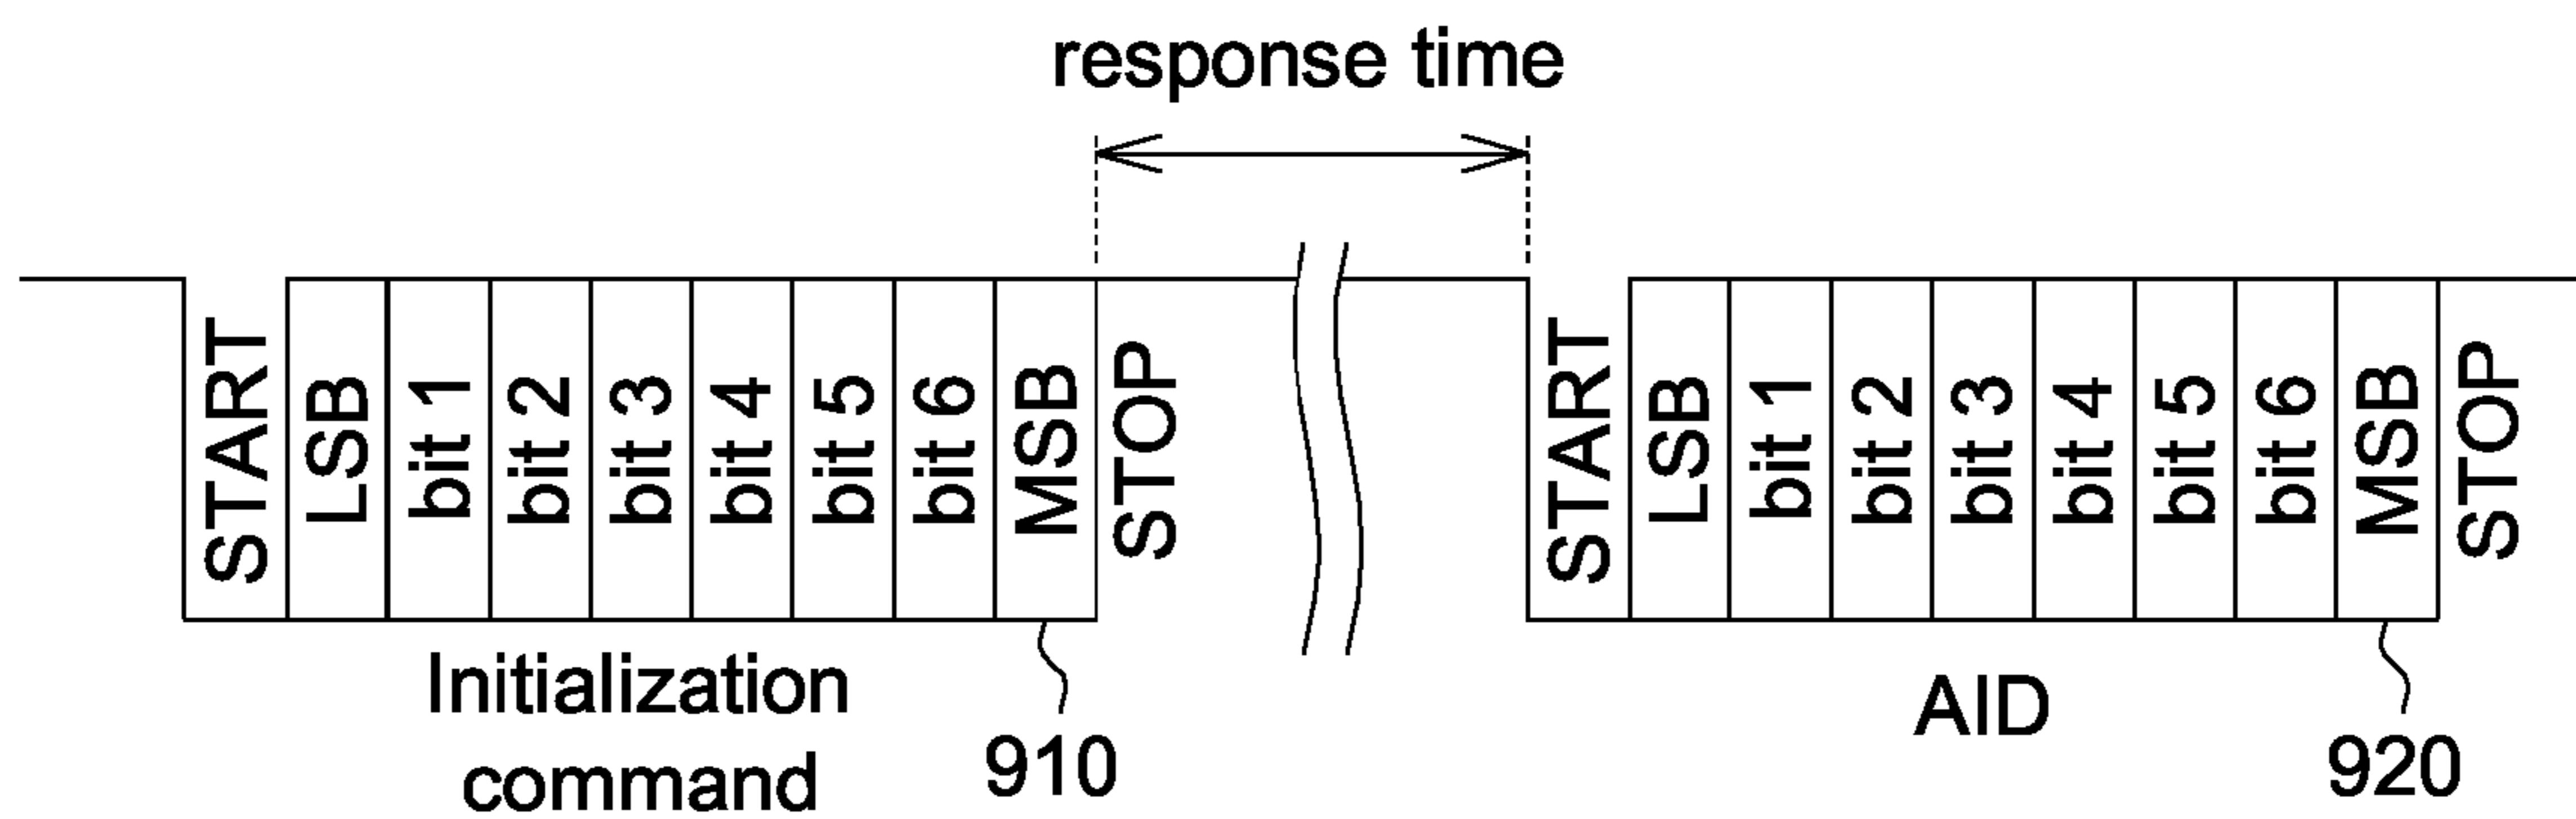 response time
START
LSB
bit 1
bit 2
bit 3
bit 4
bit 5
bit 6
MSB
STOP
START
LSB
bit 1
bit 2
bit 3
bit 4
bit 5
bit 6
MSB
STOP
Initialization
command
910
AID
920